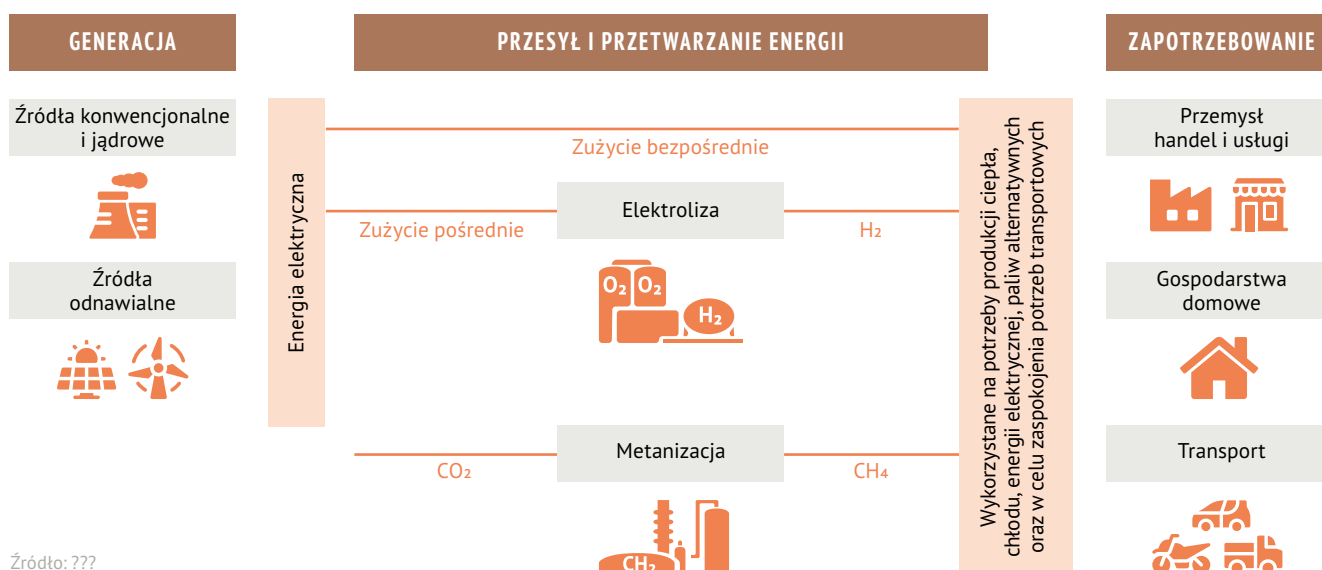 GENERACJA
PRZESYŁ I PRZETWARZANIE ENERGII
ZAPOTRZEBOWANIE
Źródła konwencjonalne
i jądrowe
Źródła
odnawialne
Energia elektryczna
Zużycie bezpośrednie
Elektroliza
Zużycie pośrednie
H₂
O₂ O₂
H₂
Metanizacja
CO₂
CH₄
CH₂
Wykorzystane na potrzeby produkcji ciepła,
chłodu, energii elektrycznej, paliw alternatywnych
oraz w celu zaspokojenia potrzeb transportowych
Przemysł
handel i usługi
Gospodarstwa
domowe
Transport
Źródło: ???